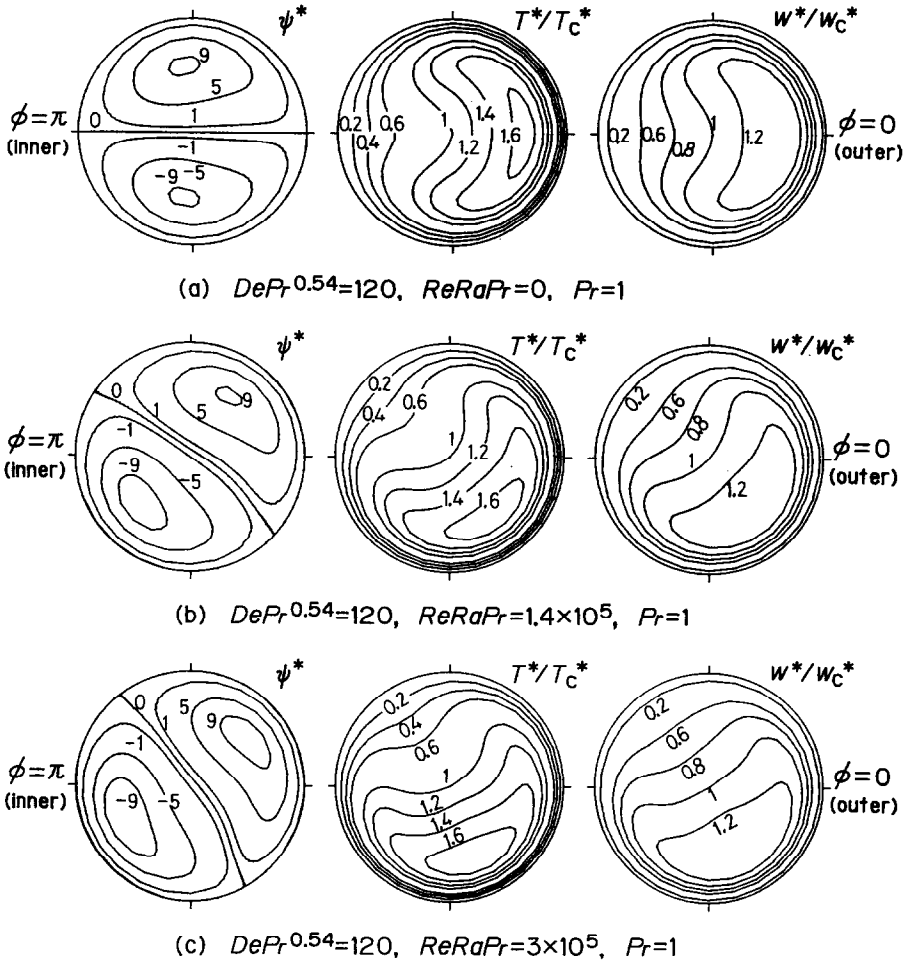 (a)
ψ*
T*/Tc*
w*/wc*
ϕ=π
(inner)
0
9
5
1
-1
-9 -5
0.2
0.4
0.6
1
1.2
1.4
1.6
0.2
0.6
0.8
1
1.2
ϕ=0
(outer)
(a) DePr^0.54=120, ReRaPr=0, Pr=1
ψ*
T*/Tc*
w*/wc*
ϕ=π
(inner)
0
1
5
9
-1
-9
-5
0.2
0.4
0.6
1
1.2
1.4
1.6
0.2
0.6
0.8
1
1.2
ϕ=0
(outer)
(b) DePr^0.54=120, ReRaPr=1.4×10^5, Pr=1
ψ*
T*/Tc*
w*/wc*
ϕ=π
(inner)
0
5
1
9
-1
-9
-5
0.2
0.4
0.6
1
1.2
1.4
1.6
0.2
0.6
0.8
1
1.2
ϕ=0
(outer)
(c) DePr^0.54=120, ReRaPr=3×10^5, Pr=1